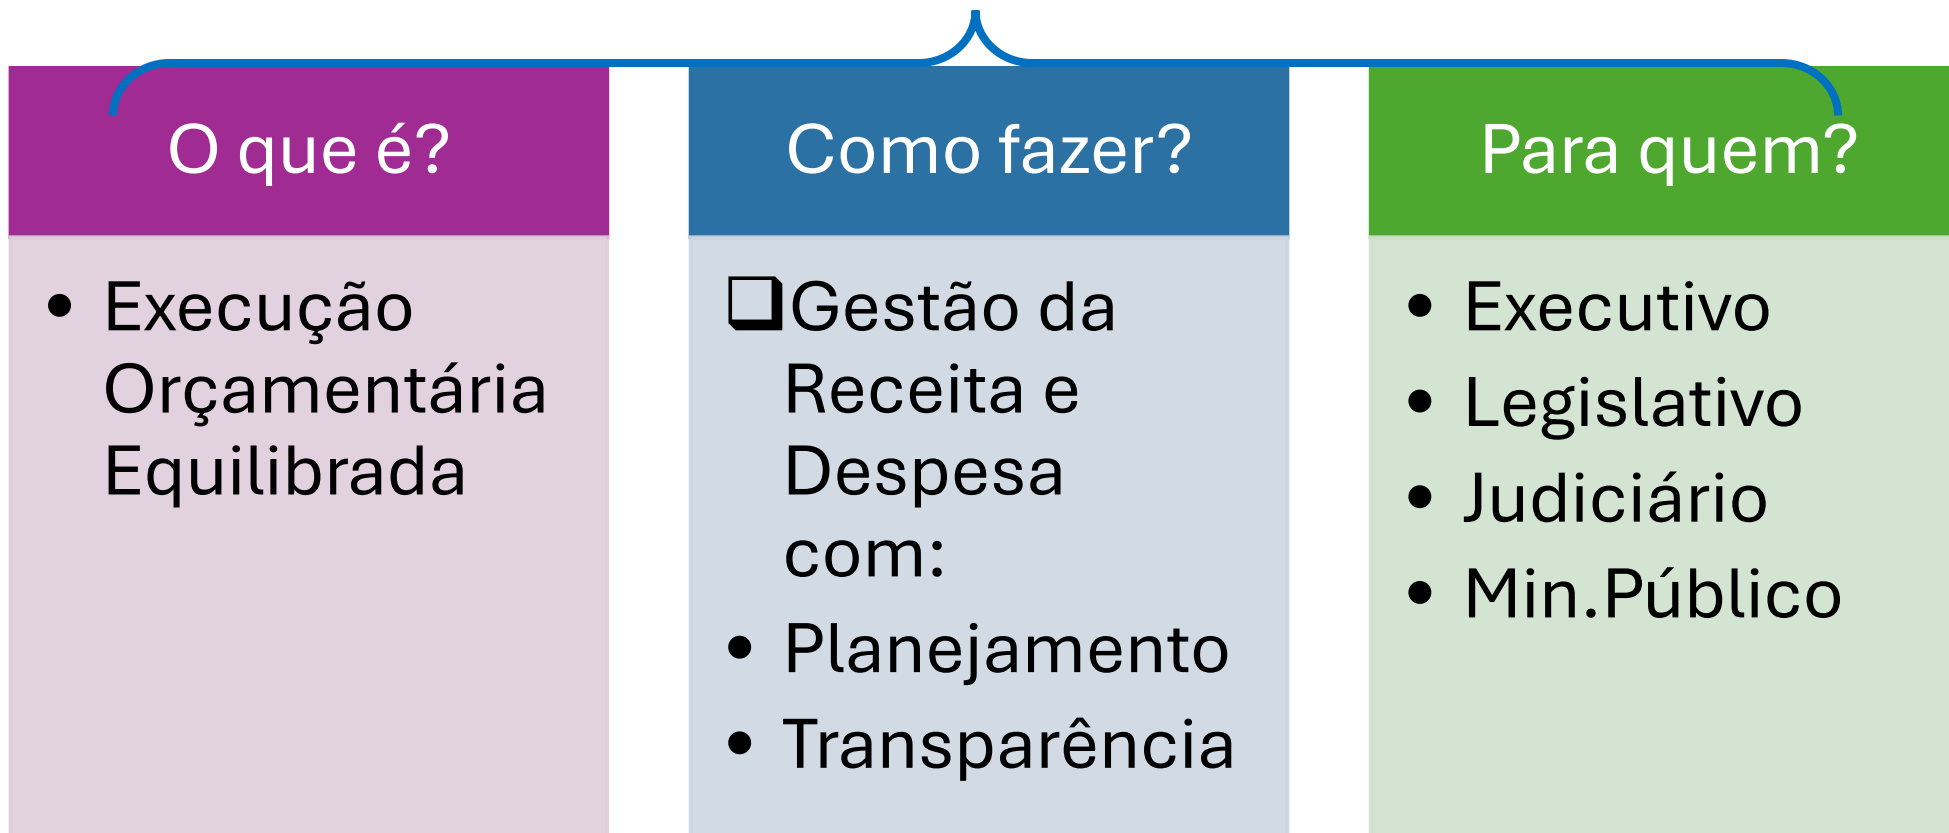 O que é?
• Execução
Orçamentária
Equilibrada
Como fazer?
❑Gestão da
Receita e
Despesa
com:
• Planejamento
• Transparência
Para quem?
• Executivo
• Legislativo
• Judiciário
• Min.Público